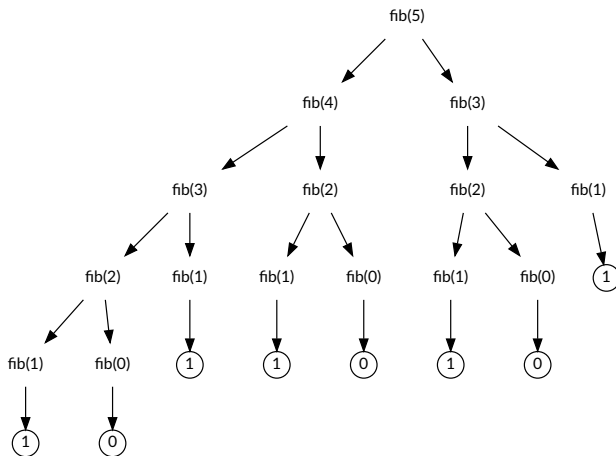 fib(5)
fib(4) fib(3)
fib(3) fib(2) fib(2) fib(1)
fib(2) fib(1) fib(1) fib(0) fib(1) fib(0) 1
fib(1) fib(0) 1 1 0 1 0
1 0